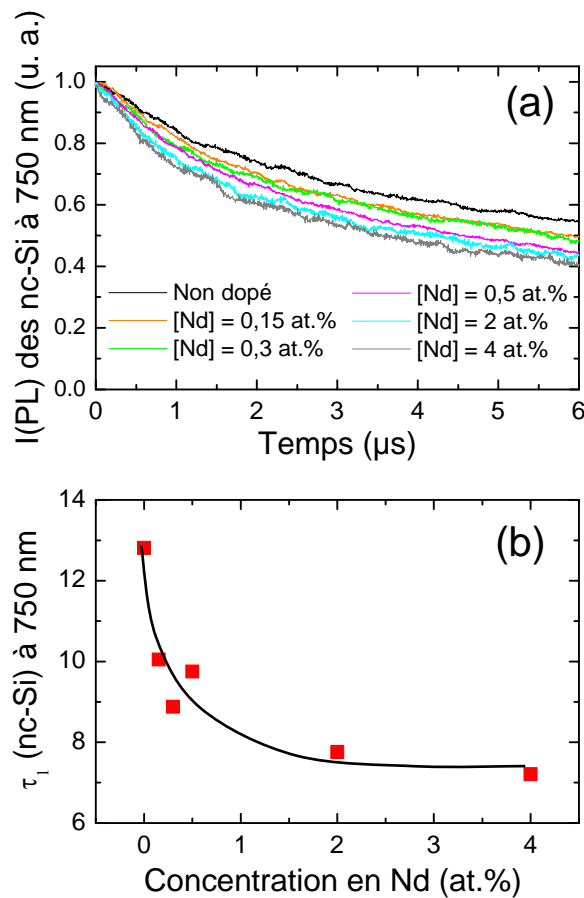 I(PL) des nc-Si à 750 nm (u. a.)
1.0
0.8
0.6
0.4
0.2
0.0
(a)
Non dopé
[Nd] = 0,15 at.%
[Nd] = 0,3 at.%
[Nd] = 0,5 at.%
[Nd] = 2 at.%
[Nd] = 4 at.%
0 1 2 3 4 5 6
Temps (µs)
τ₁ (nc-Si) à 750 nm
14
12
10
8
6
(b)
0 1 2 3 4
Concentration en Nd (at.%)